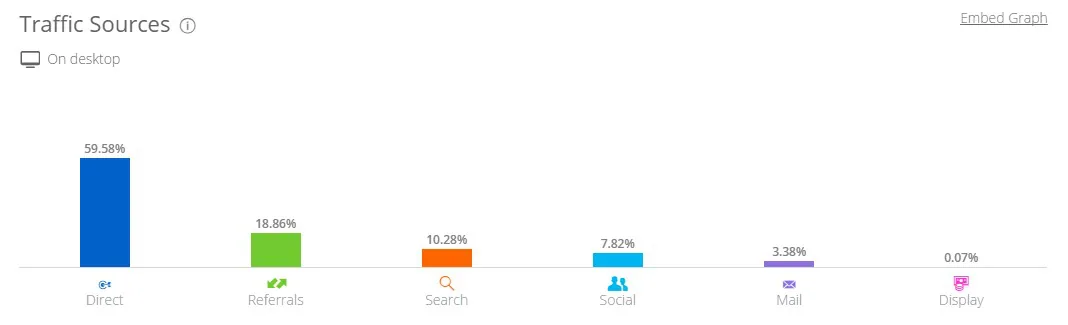 Traffic Sources
Embed Graph
On desktop
59.58%
18.86%
10.28%
7.82%
3.38%
0.07%
Direct
Referrals
Search
Social
Mail
Display